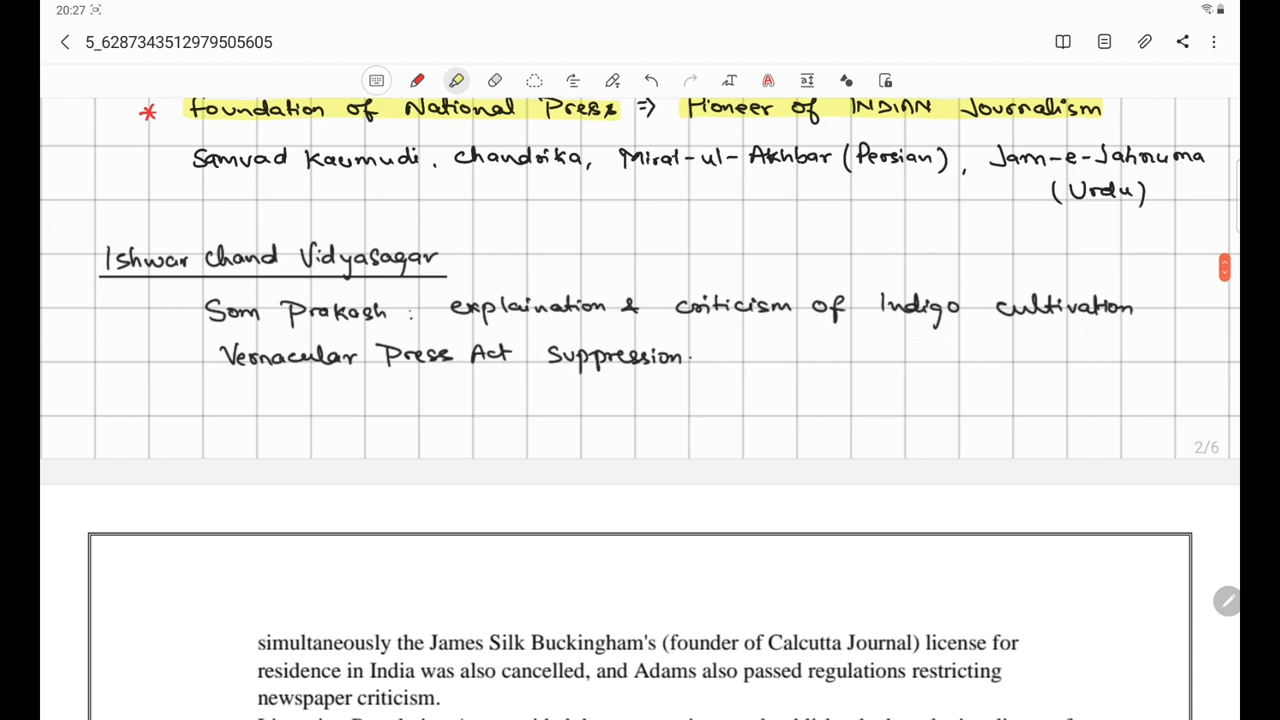 20:27
5_6287343512979505605
* foundation of National Press => Pioneer of INDIAN Journalism
Samvad Kaumudi, Chandrika, Miral-ul-Akhbar (Persian), Jam-e-Jahnuma
(Urdu)
Ishwar Chand Vidyasagar
Som Prakash : explaination & criticism of Indigo cultivation
Vernacular Press Act suppression.
2/6
simultaneously the James Silk Buckingham's (founder of Calcutta Journal) license for
residence in India was also cancelled, and Adams also passed regulations restricting
newspaper criticism.